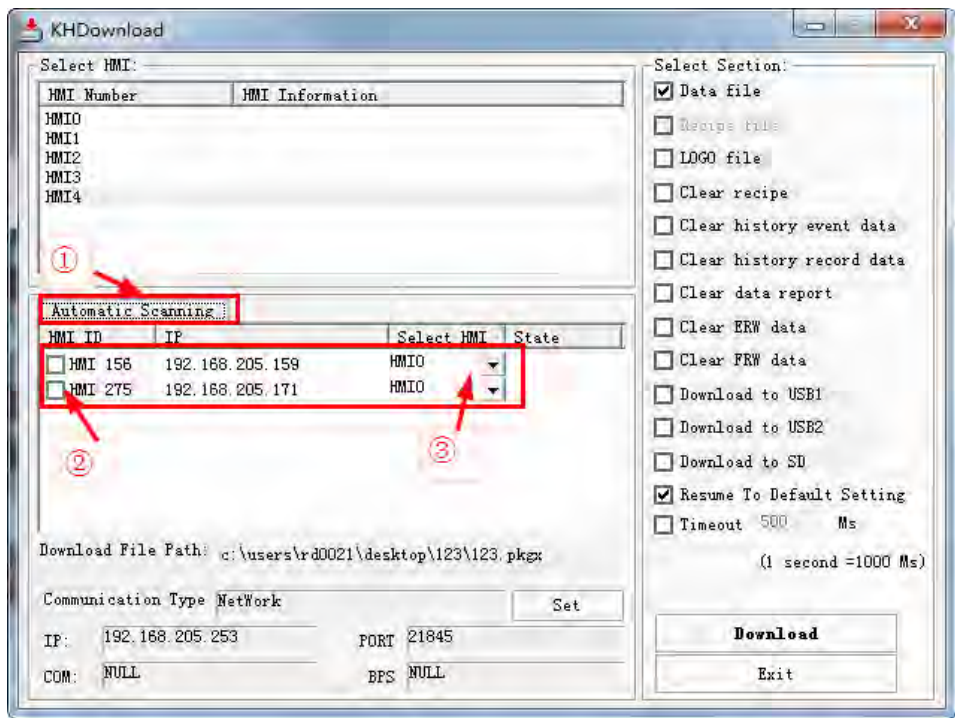 KHDownload
Select HMI:
HMI Number HMI Information
HMI0
HMI1
HMI2
HMI3
HMI4
①
Automatic Scanning
HMI ID IP Select HMI State
HMI 156 192.168.205.159 HMI0
HMI 275 192.168.205.171 HMI0
②
③
Download File Path: c:\users\rd0021\desktop\123\123.pkgx
Communication Type NetWork Set
IP: 192.168.205.253 PORT 21845
COM: NULL BPS NULL
Select Section:
Data file
Recipe file
LOGO file
Clear recipe
Clear history event data
Clear history record data
Clear data report
Clear ERW data
Clear FRW data
Download to USB1
Download to USB2
Download to SD
Resume To Default Setting
Timeout 500 Ms
(1 second =1000 Ms)
Download
Exit